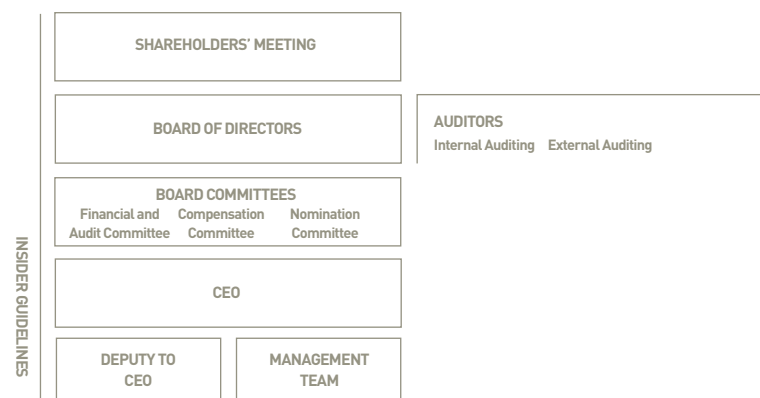 SHAREHOLDERS’ MEETING
BOARD OF DIRECTORS
AUDITORS
Internal Auditing External Auditing
BOARD COMMITTEES
Financial and Compensation Nomination
Audit Committee Committee Committee
CEO
DEPUTY TO
CEO
MANAGEMENT
TEAM
INSIDER GUIDELINES